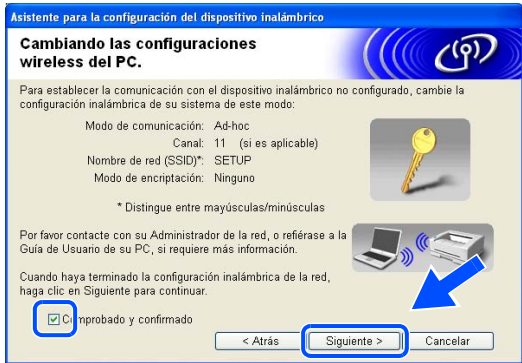 Asistente para la configuración del dispositivo inalámbrico
Cambiando las configuraciones
wireless del PC.
Para establecer la comunicación con el dispositivo inalámbrico no configurado, cambie la
configuración inalámbrica de su sistema de este modo:
Modo de comunicación: Ad-hoc
Canal: 11 (si es aplicable)
Nombre de red (SSID)*: SETUP
Modo de encriptación: Ninguno
* Distingue entre mayúsculas/minúsculas
Por favor contacte con su Administrador de la red, o refiérase a la
Guía de Usuario de su PC, si requiere más información.
Cuando haya terminado la configuración inalámbrica de la red,
haga clic en Siguiente para continuar.
Comprobado y confirmado
< Atrás Siguiente > Cancelar